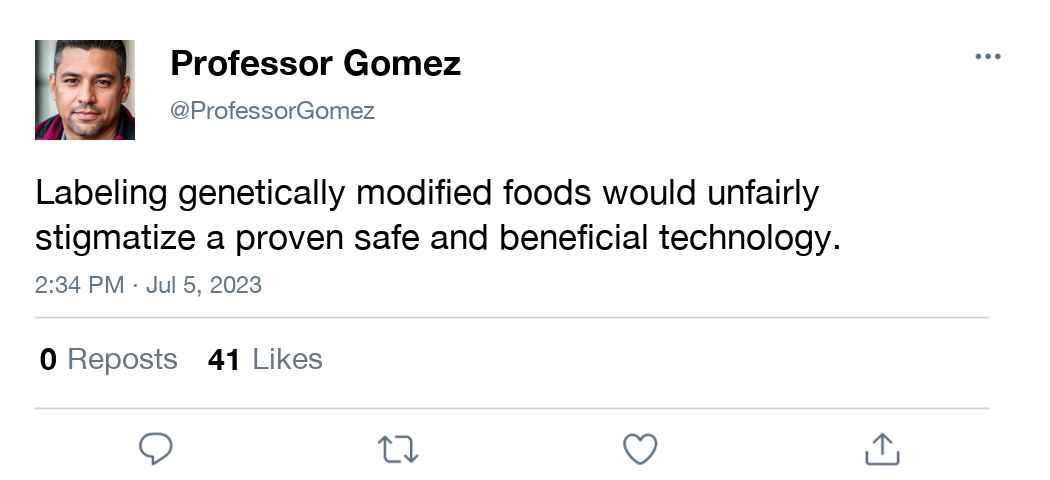 Professor Gomez
@ProfessorGomez
Labeling genetically modified foods would unfairly
stigmatize a proven safe and beneficial technology.
2:34 PM · Jul 5, 2023
0 Reposts 41 Likes